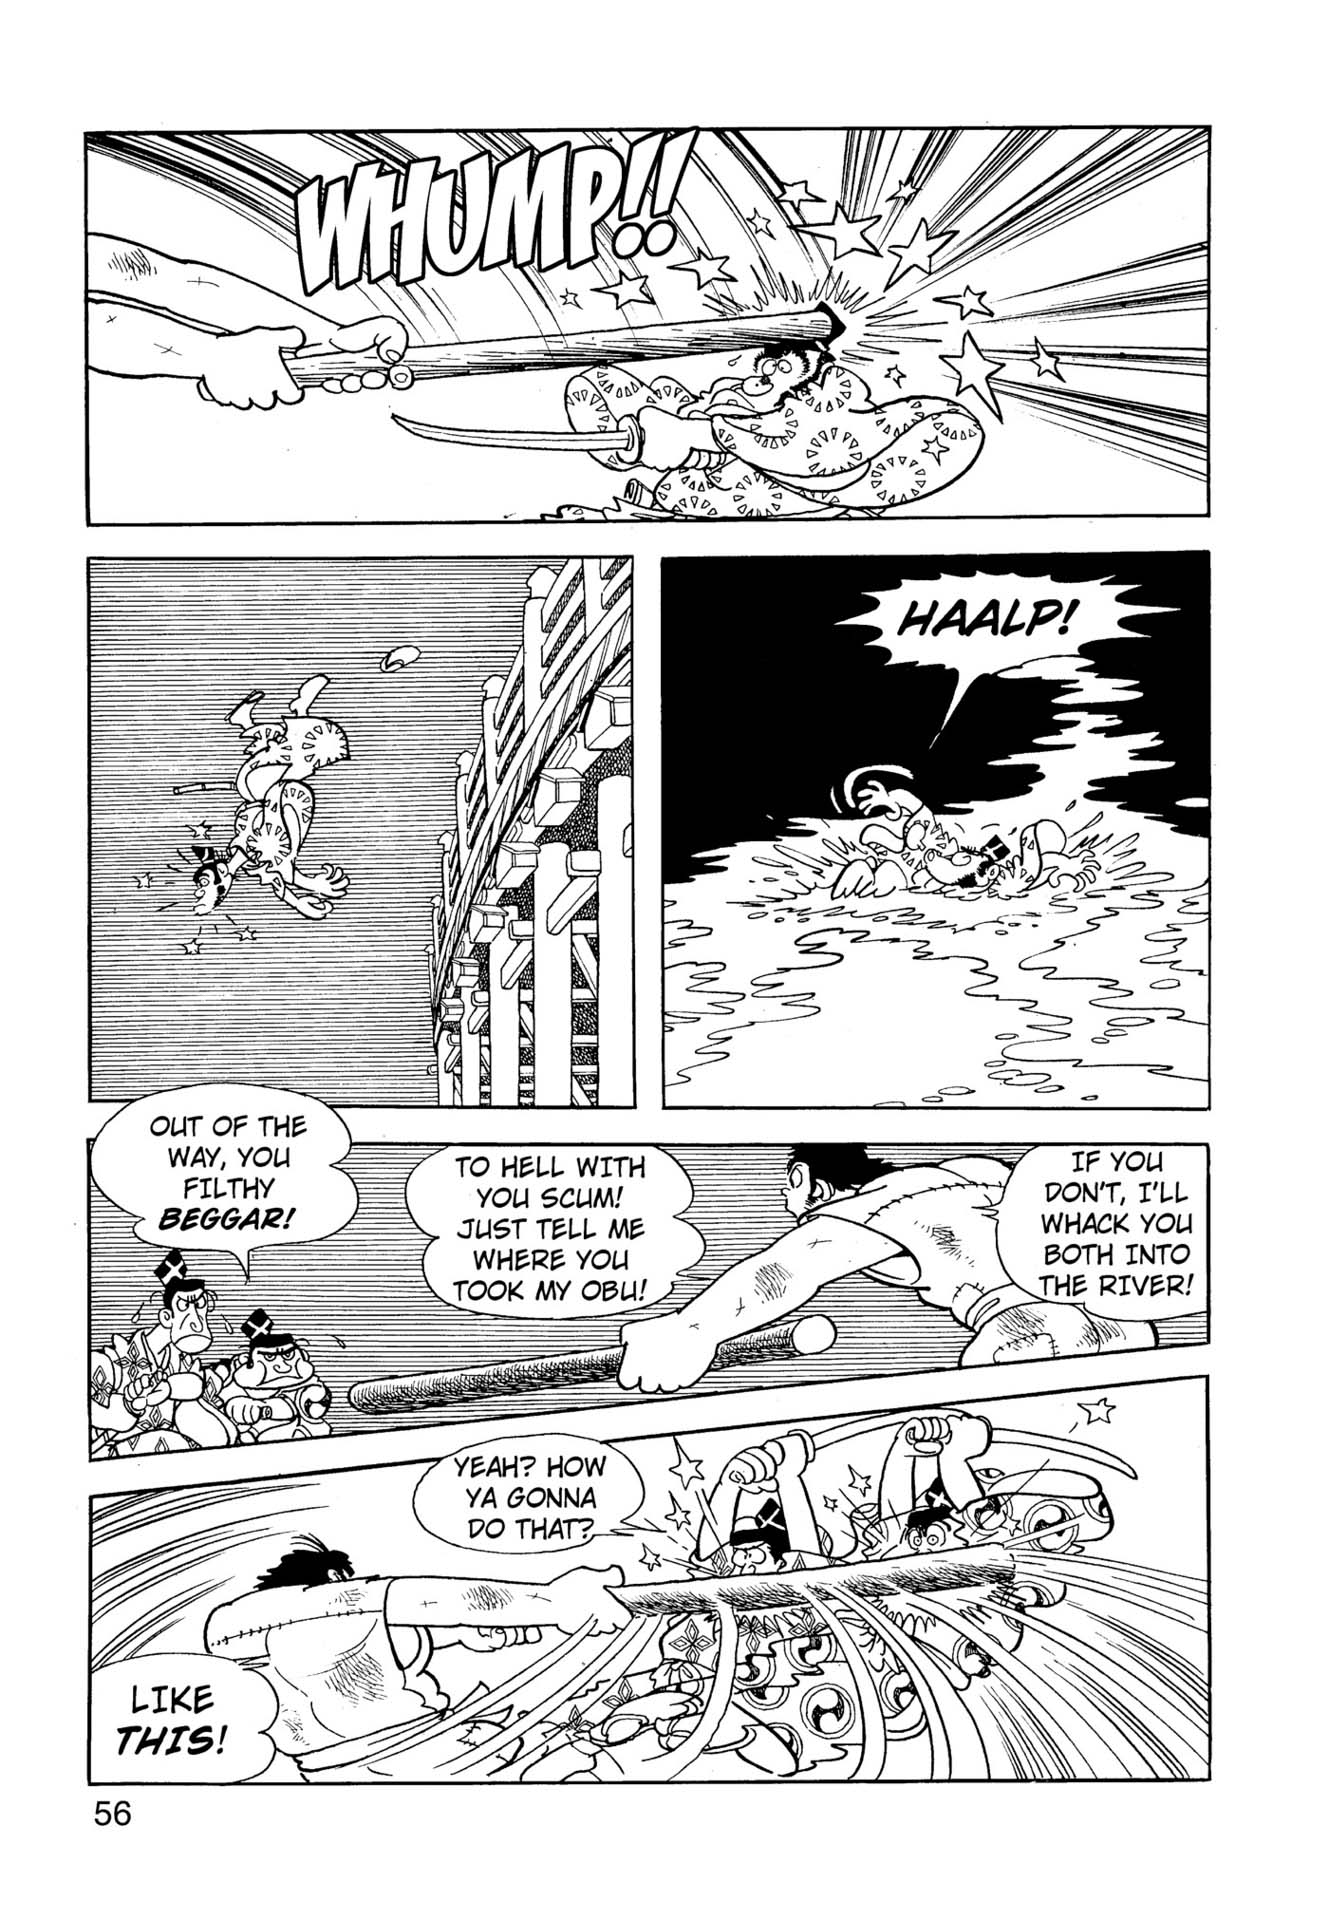 WHUMP!!
HAALP!
OUT OF THE
WAY, YOU
FILTHY
BEGGAR!
TO HELL WITH
YOU SCUM!
JUST TELL ME
WHERE YOU
TOOK MY OBU!
IF YOU
DON'T, I'LL
WHACK YOU
BOTH INTO
THE RIVER!
YEAH? HOW
YA GONNA
DO THAT?
LIKE
THIS!
56